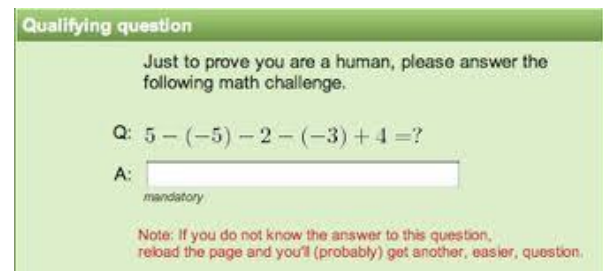 Qualifying question
Just to prove you are a human, please answer the
following math challenge.
Q: 5 − (−5) − 2 − (−3) + 4 =?
A:
mandatory
Note: If you do not know the answer to this question,
reload the page and you'll (probably) get another, easier, question.